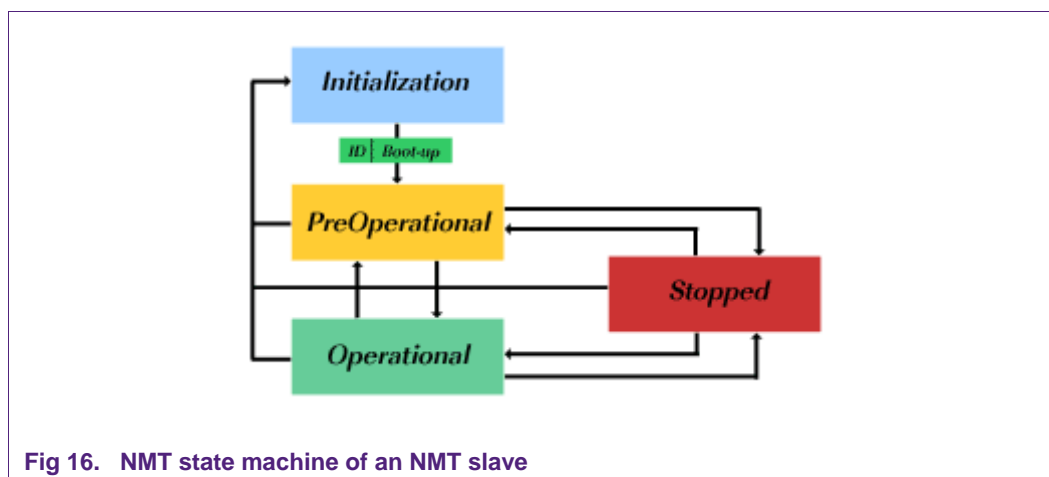 Initialization
ID Boot-up
PreOperational
Stopped
Operational
Fig 16. NMT state machine of an NMT slave